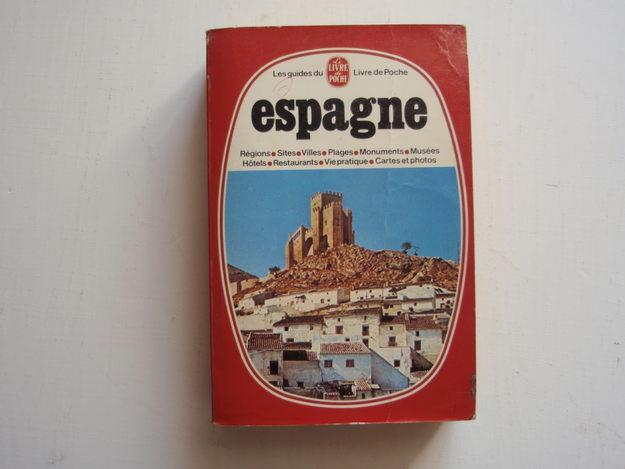 Les guides du Le LIVRE de POCHE Livre de Poche
espagne
Régions • Sites • Villes • Plages • Monuments • Musées
Hôtels • Restaurants • Vie pratique • Cartes et photos